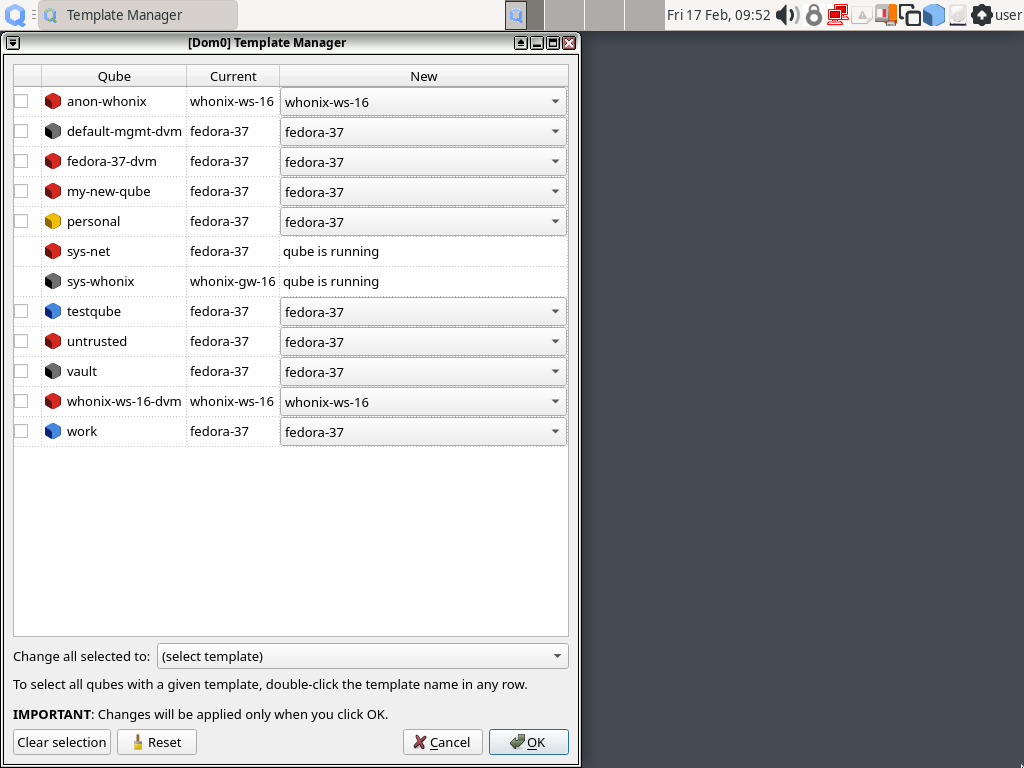 Template Manager
Fri 17 Feb, 09:52
user
[Dom0] Template Manager
Qube Current New
anon-whonix whonix-ws-16 whonix-ws-16
default-mgmt-dvm fedora-37 fedora-37
fedora-37-dvm fedora-37 fedora-37
my-new-qube fedora-37 fedora-37
personal fedora-37 fedora-37
sys-net fedora-37 qube is running
sys-whonix whonix-gw-16 qube is running
testqube fedora-37 fedora-37
untrusted fedora-37 fedora-37
vault fedora-37 fedora-37
whonix-ws-16-dvm whonix-ws-16 whonix-ws-16
work fedora-37 fedora-37
Change all selected to: (select template)
To select all qubes with a given template, double-click the template name in any row.
IMPORTANT: Changes will be applied only when you click OK.
Clear selection Reset Cancel OK